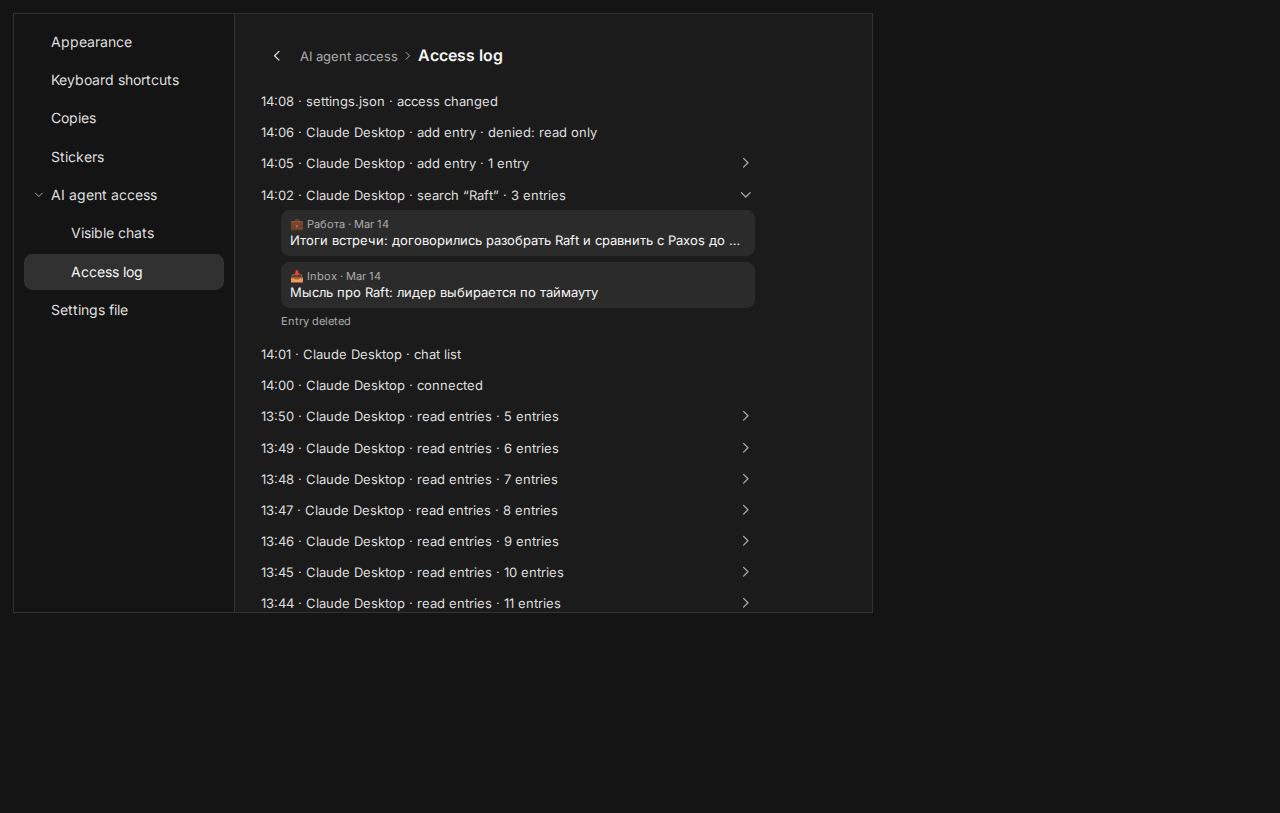 Appearance
Keyboard shortcuts
Copies
Stickers
AI agent access
Visible chats
Access log
Settings file
AI agent access > Access log
14:08 · settings.json · access changed
14:06 · Claude Desktop · add entry · denied: read only
14:05 · Claude Desktop · add entry · 1 entry
14:02 · Claude Desktop · search “Raft” · 3 entries
Работа · Mar 14
Итоги встречи: договорились разобрать Raft и сравнить с Paxos до ...
Inbox · Mar 14
Мысль про Raft: лидер выбирается по таймауту
Entry deleted
14:01 · Claude Desktop · chat list
14:00 · Claude Desktop · connected
13:50 · Claude Desktop · read entries · 5 entries
13:49 · Claude Desktop · read entries · 6 entries
13:48 · Claude Desktop · read entries · 7 entries
13:47 · Claude Desktop · read entries · 8 entries
13:46 · Claude Desktop · read entries · 9 entries
13:45 · Claude Desktop · read entries · 10 entries
13:44 · Claude Desktop · read entries · 11 entries